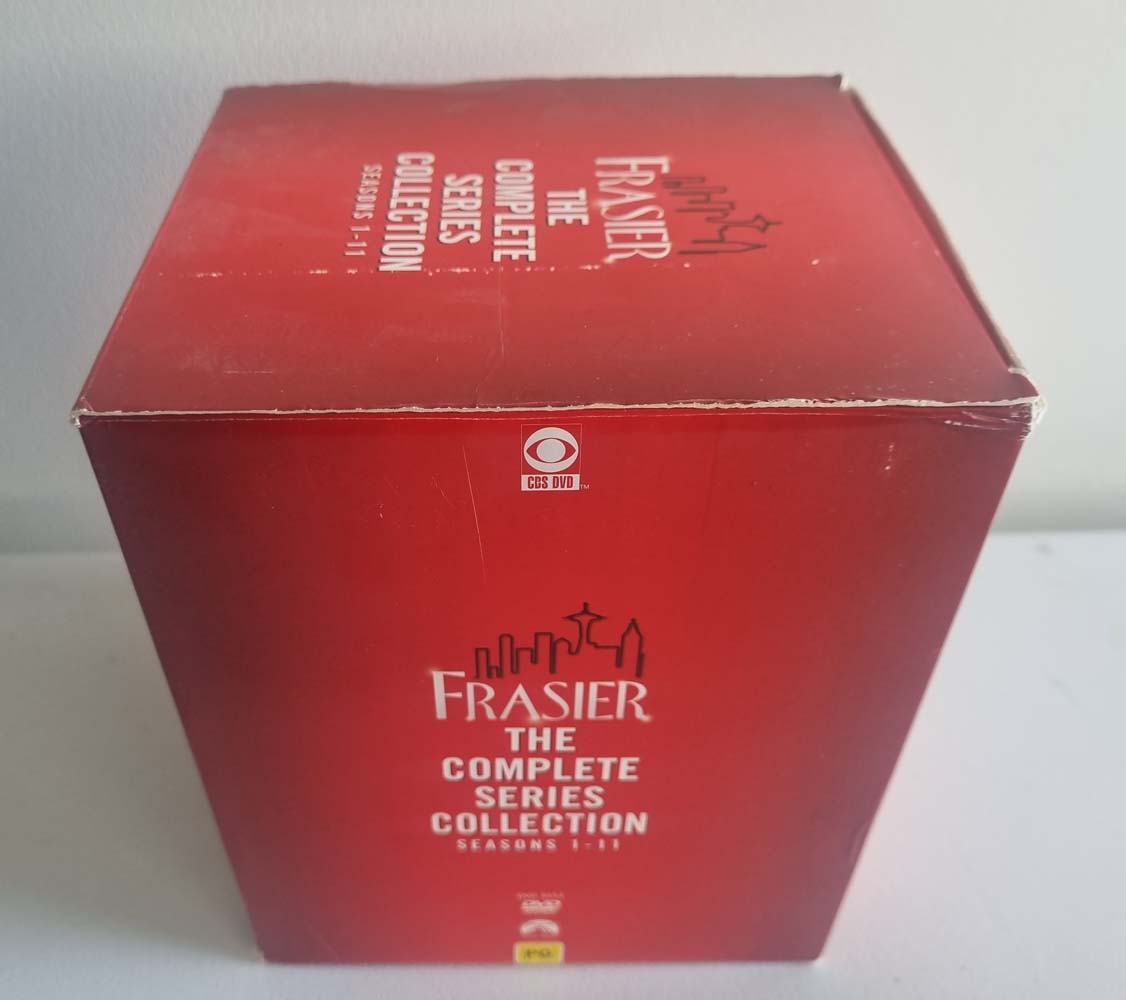 FRASIER
THE
COMPLETE
SERIES
COLLECTION
SEASONS 1-11
CBS DVD™
FRASIER
THE
COMPLETE
SERIES
COLLECTION
SEASONS 1-11
DVD
PG